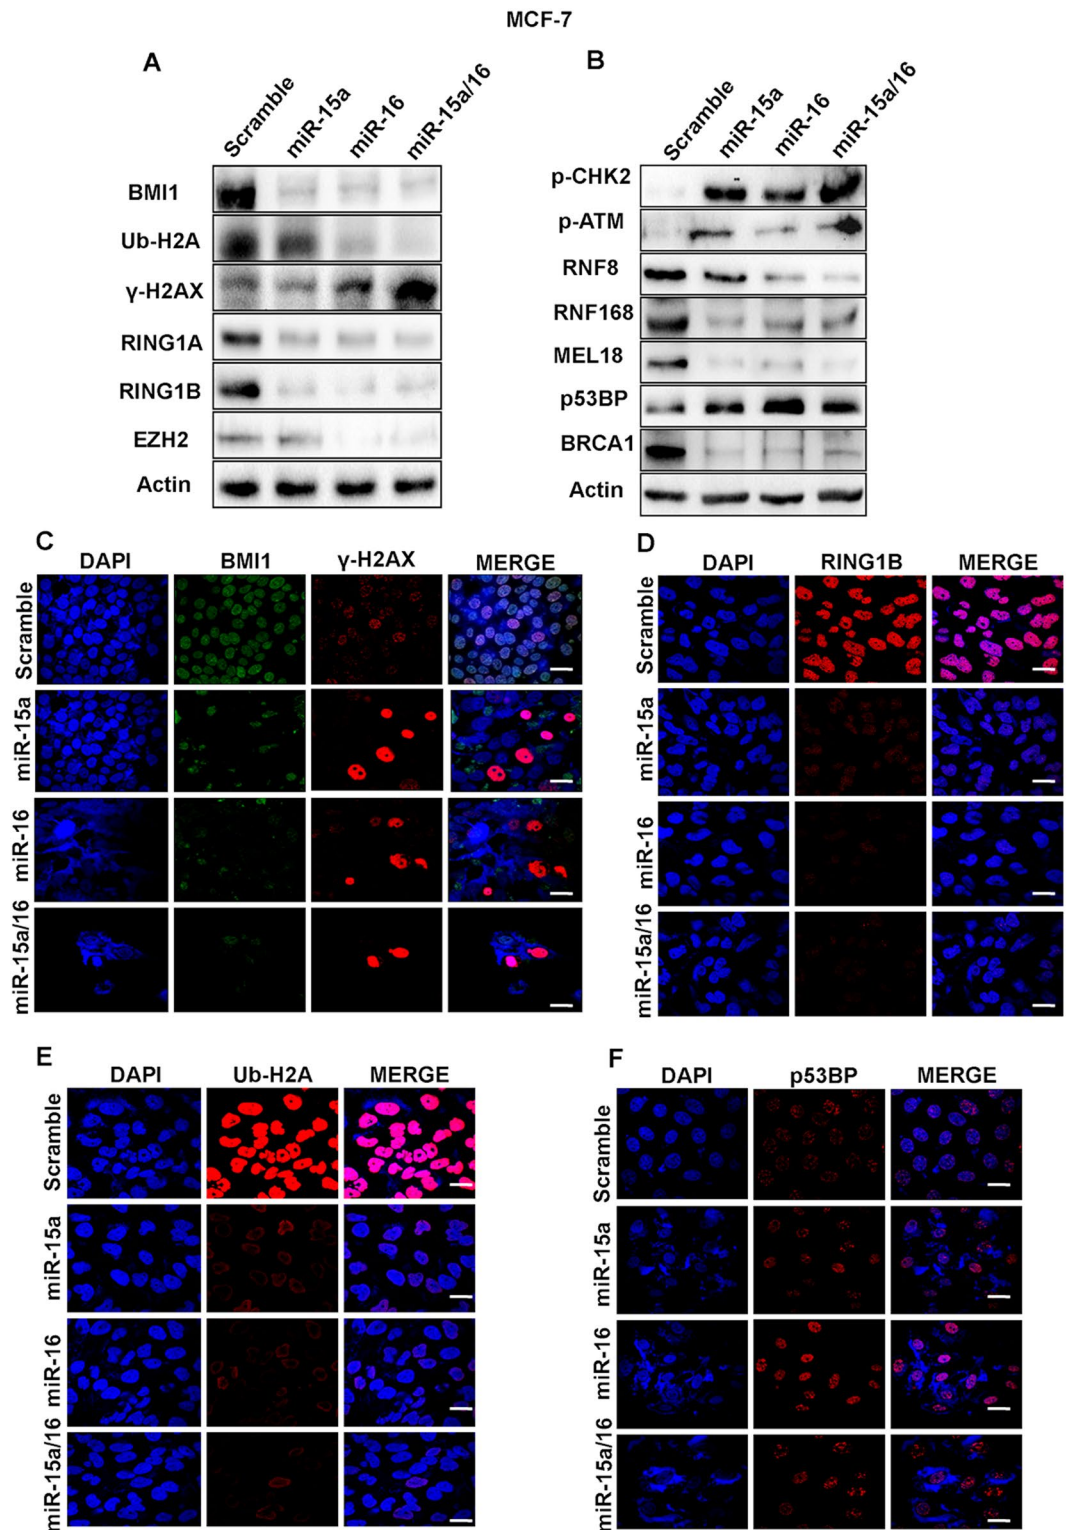 MCF-7
A
Scramble
miR-15a
miR-16
miR-15a/16
BMI1
Ub-H2A
γ-H2AX
RING1A
RING1B
EZH2
Actin
B
Scramble
miR-15a
miR-16
miR-15a/16
p-CHK2
p-ATM
RNF8
RNF168
MEL18
p53BP
BRCA1
Actin
C
DAPI BMI1 γ-H2AX MERGE
Scramble
miR-15a
miR-16
miR-15a/16
D
DAPI RING1B MERGE
Scramble
miR-15a
miR-16
miR-15a/16
E
DAPI Ub-H2A MERGE
Scramble
miR-15a
miR-16
miR-15a/16
F
DAPI p53BP MERGE
Scramble
miR-15a
miR-16
miR-15a/16